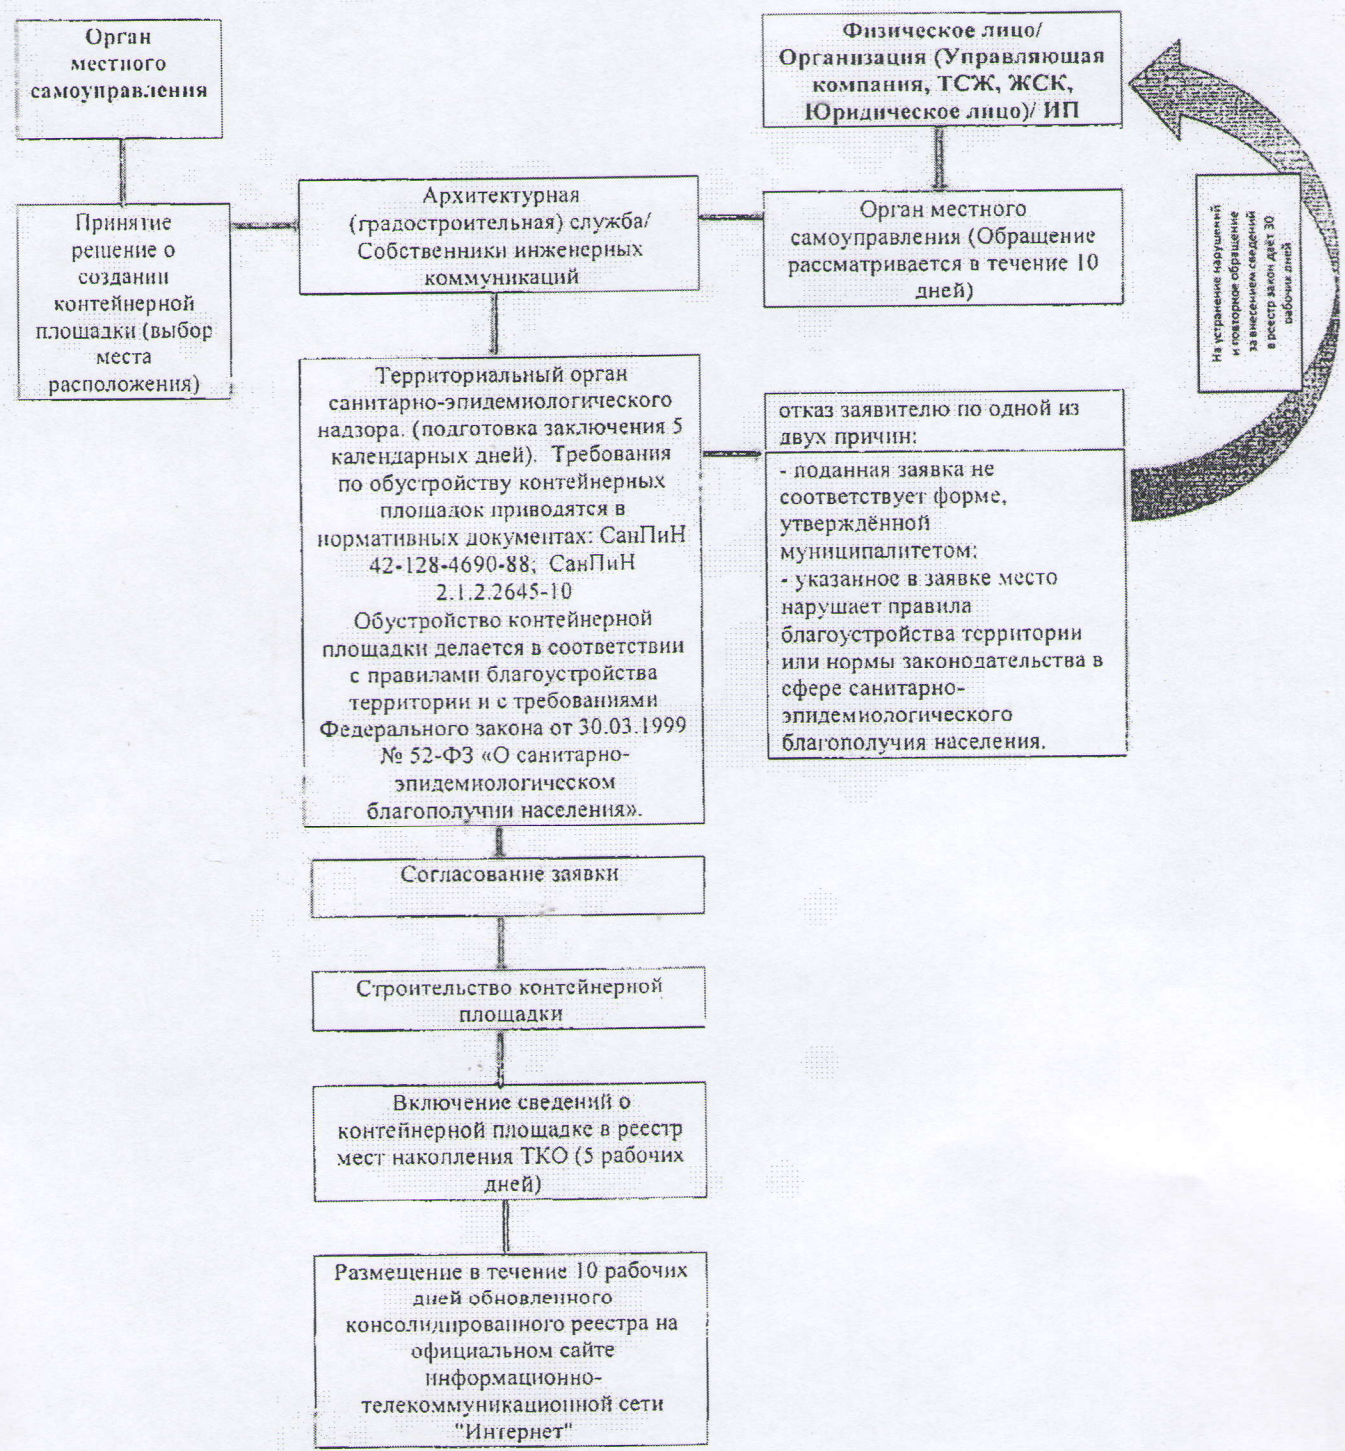 Орган
местного
самоуправления
Физическое лицо/
Организация (Управляющая
компания, ТСЖ, ЖСК,
Юридическое лицо)/ ИП
Принятие
решение о
создании
контейнерной
площадки (выбор
места
расположения)
Архитектурная
(градостроительная) служба/
Собственники инженерных
коммуникаций
Орган местного
самоуправления (Обращение
рассматривается в течение 10
дней)
На устранение нарушений
и повторное обращение
за внесением сведений
в реестр закон даёт 30
рабочих дней
Территориальный орган
санитарно-эпидемиологического
надзора. (подготовка заключения 5
календарных дней). Требования
по обустройству контейнерных
площадок приводятся в
нормативных документах: СанПиН
42-128-4690-88; СанПиН
2.1.2.2645-10
Обустройство контейнерной
площадки делается в соответствии
с правилами благоустройства
территории и с требованиями
Федерального закона от 30.03.1999
№ 52-ФЗ «О санитарно-
эпидемиологическом
благополучии населения».
отказ заявителю по одной из
двух причин:
- поданная заявка не
соответствует форме,
утверждённой
муниципалитетом;
- указанное в заявке место
нарушает правила
благоустройства территории
или нормы законодательства в
сфере санитарно-
эпидемиологического
благополучия населения.
Согласование заявки
Строительство контейнерной
площадки
Включение сведений о
контейнерной площадке в реестр
мест накопления ТКО (5 рабочих
дней)
Размещение в течение 10 рабочих
дней обновленного
консолидированного реестра на
официальном сайте
информационно-
телекоммуникационной сети
"Интернет"